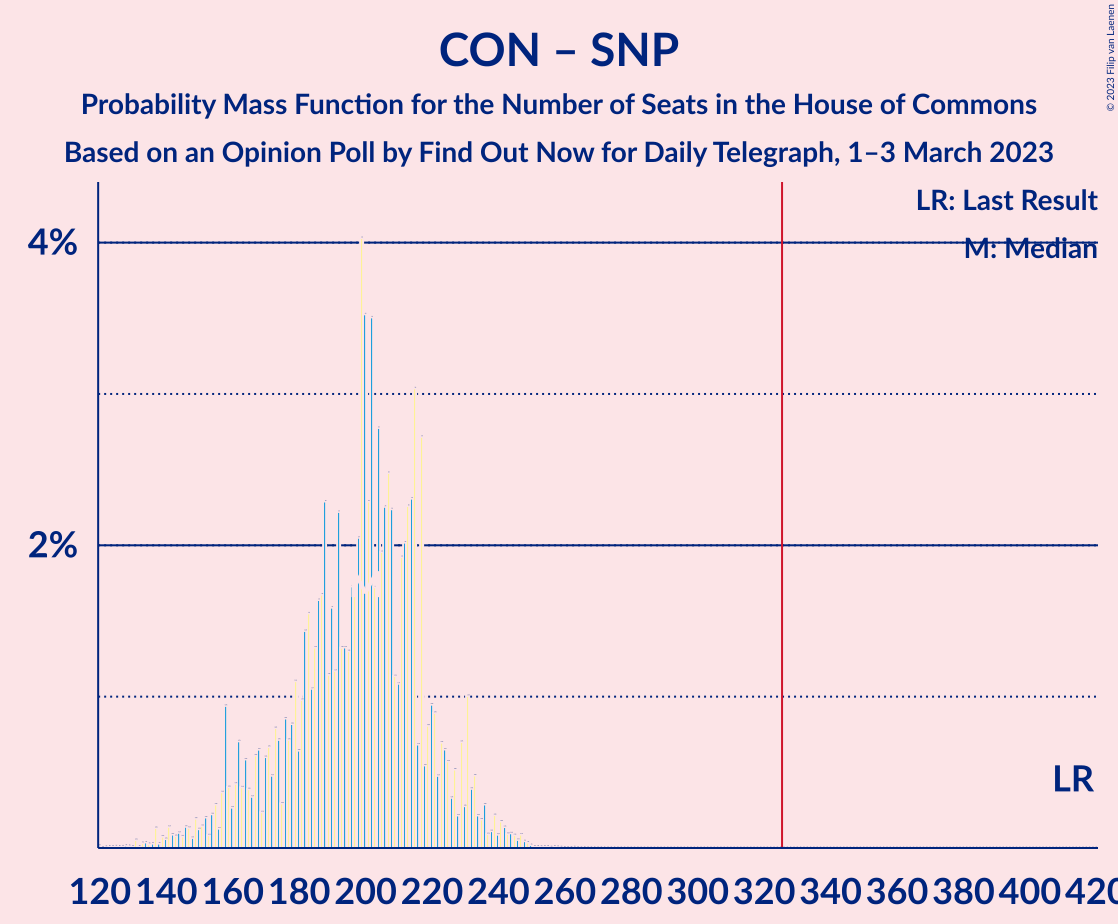 CON – SNP
Probability Mass Function for the Number of Seats in the House of Commons
Based on an Opinion Poll by Find Out Now for Daily Telegraph, 1–3 March 2023
© 2023 Filip van Laenen
LR: Last Result
M: Median
4%
2%
LR
120 140 160 180 200 220 240 260 280 300 320 340 360 380 400 420